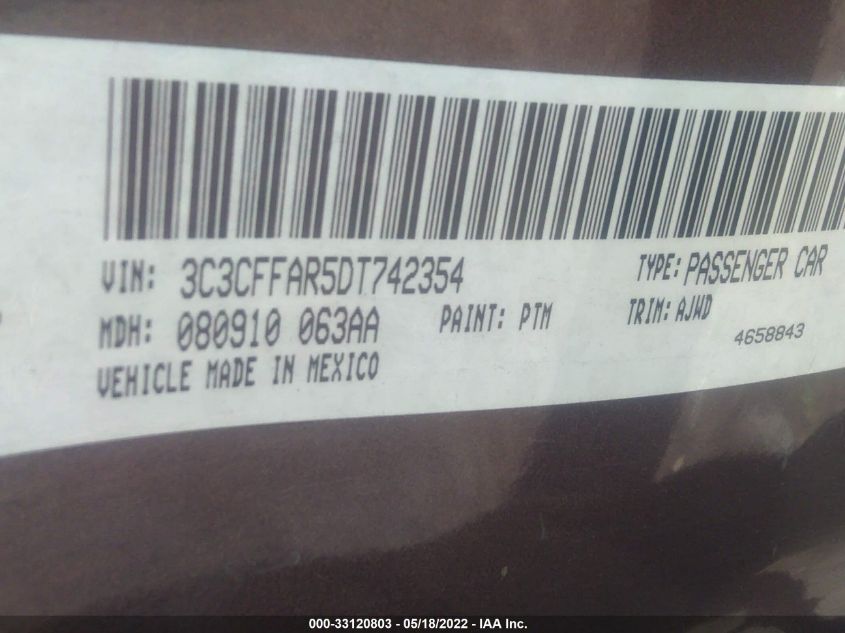 VIN: 3C3CFFAR5DT742354 TYPE: PASSENGER CAR
MDH: 080910 063AA PAINT: PTM TRIM: AJWD
4658843
VEHICLE MADE IN MEXICO
000-33120803 - 05/18/2022 - IAA Inc.